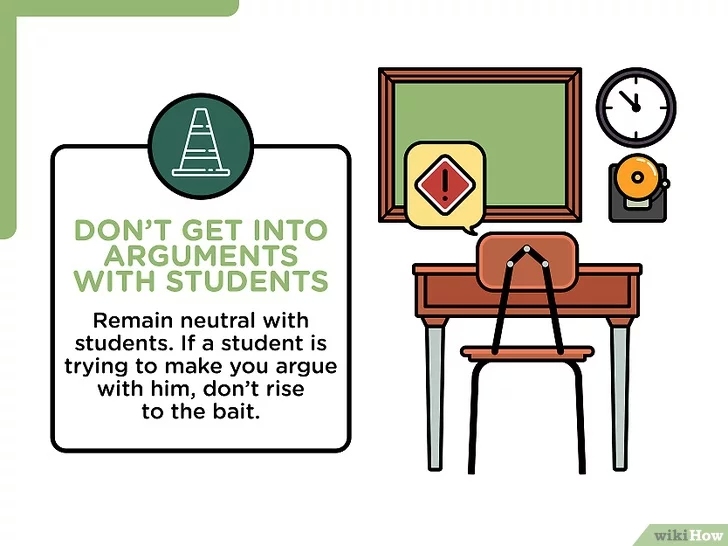 DON'T GET INTO
ARGUMENTS
WITH STUDENTS
Remain neutral with
students. If a student is
trying to make you argue
with him, don't rise
to the bait.
!
wikiHow